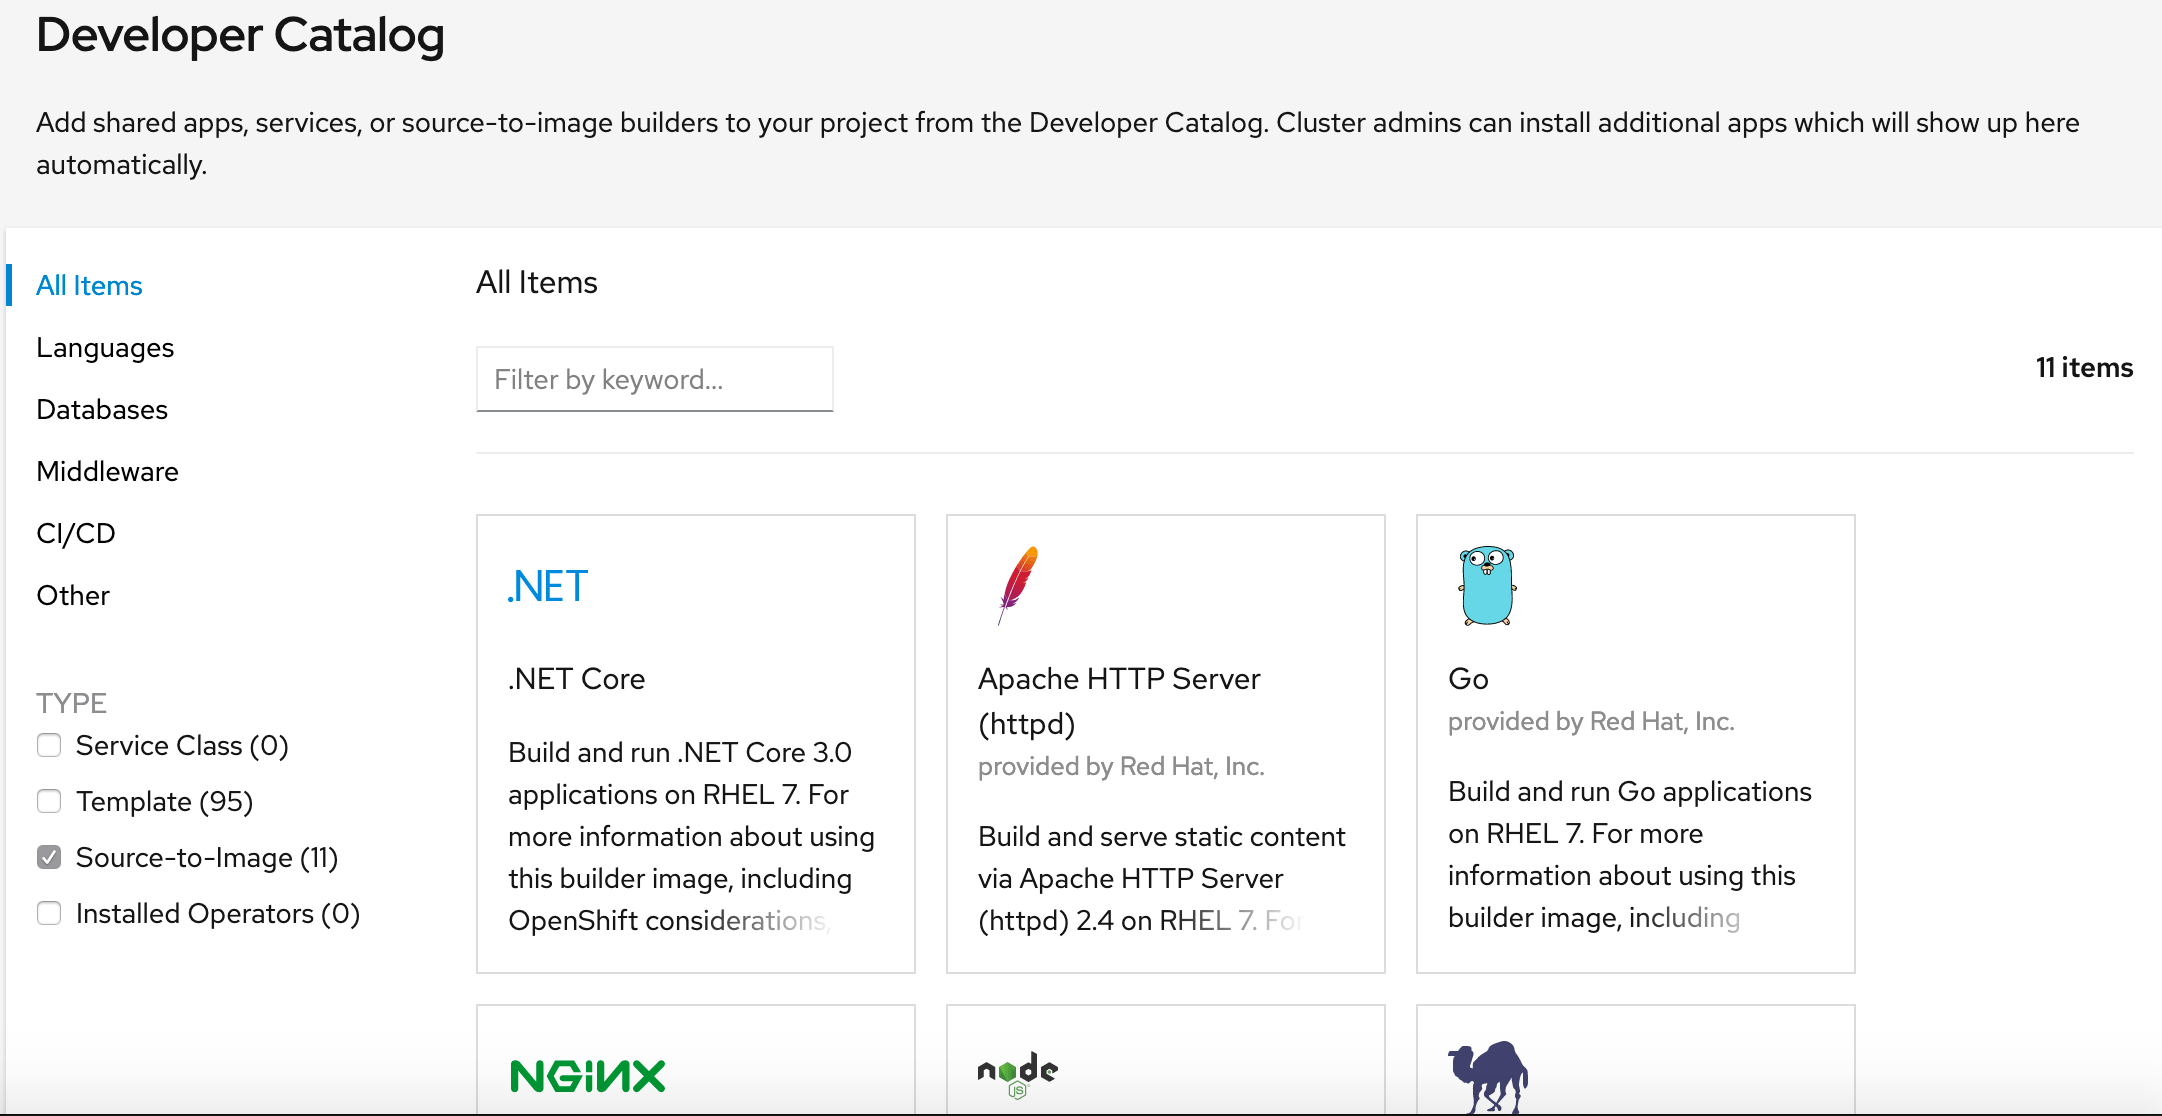 Developer Catalog
Add shared apps, services, or source-to-image builders to your project from the Developer Catalog. Cluster admins can install additional apps which will show up here
automatically.
All Items
Languages
Databases
Middleware
CI/CD
Other
TYPE
Service Class (0)
Template (95)
Source-to-Image (11)
Installed Operators (0)
All Items
Filter by keyword...
11 items
.NET
.NET Core
Build and run .NET Core 3.0
applications on RHEL 7. For
more information about using
this builder image, including
OpenShift considerations,
Apache HTTP Server
(httpd)
provided by Red Hat, Inc.
Build and serve static content
via Apache HTTP Server
(httpd) 2.4 on RHEL 7. For
Go
provided by Red Hat, Inc.
Build and run Go applications
on RHEL 7. For more
information about using this
builder image, including
NGINX
node
JS